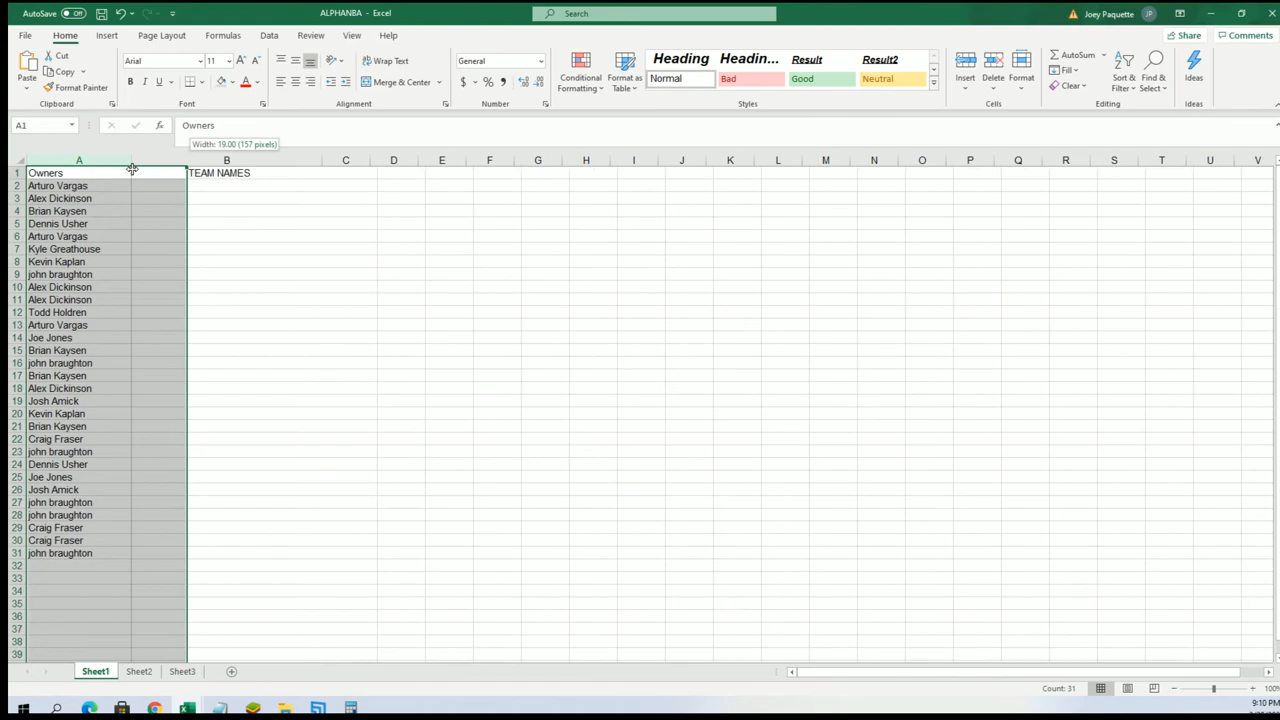 AutoSave Off ALPHANBA - Excel Search Joey Paquette JP
File Home Insert Page Layout Formulas Data Review View Help Share Comments
Paste Cut Copy Format Painter Clipboard
Arial 11 A A B I U A Font
Wrap Text Merge & Center Alignment
General $ % , Number
Conditional Formatting Format as Table Heading Headin... Result Result2
Normal Bad Good Neutral Styles
Insert Delete Format Cells
AutoSum Fill Clear Sort & Filter Find & Select Editing
Ideas Ideas
A1 fx Owners
Width: 19.00 (157 pixels)
A B C D E F G H I J K L M N O P Q R S T U V
1 Owners TEAM NAMES
2 Arturo Vargas
3 Alex Dickinson
4 Brian Kaysen
5 Dennis Usher
6 Arturo Vargas
7 Kyle Greathouse
8 Kevin Kaplan
9 john braughton
10 Alex Dickinson
11 Alex Dickinson
12 Todd Holdren
13 Arturo Vargas
14 Joe Jones
15 Brian Kaysen
16 john braughton
17 Brian Kaysen
18 Alex Dickinson
19 Josh Amick
20 Kevin Kaplan
21 Brian Kaysen
22 Craig Fraser
23 john braughton
24 Dennis Usher
25 Joe Jones
26 Josh Amick
27 john braughton
28 john braughton
29 Craig Fraser
30 Craig Fraser
31 john braughton
32
33
34
35
36
37
38
39
Sheet1 Sheet2 Sheet3
Count: 31 100%
9:10 PM